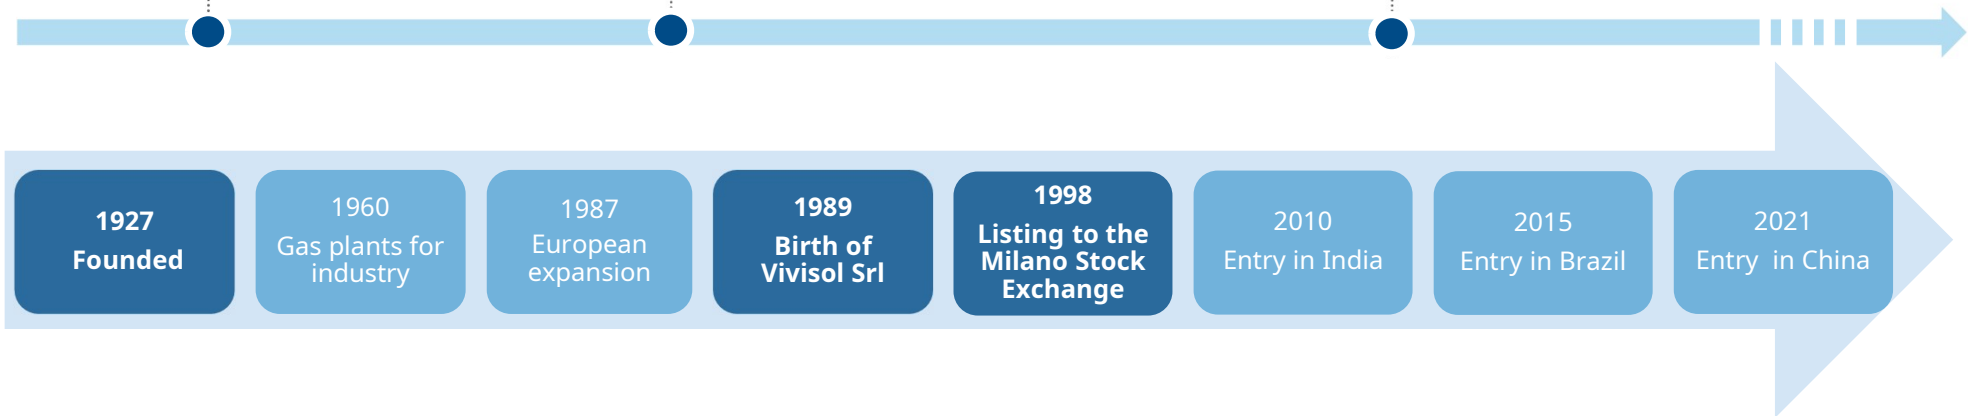 1927
Founded
1960
Gas plants for
industry
1987
European
expansion
1989
Birth of
Vivisol Srl
1998
Listing to the
Milano Stock
Exchange
2010
Entry in India
2015
Entry in Brazil
2021
Entry  in China